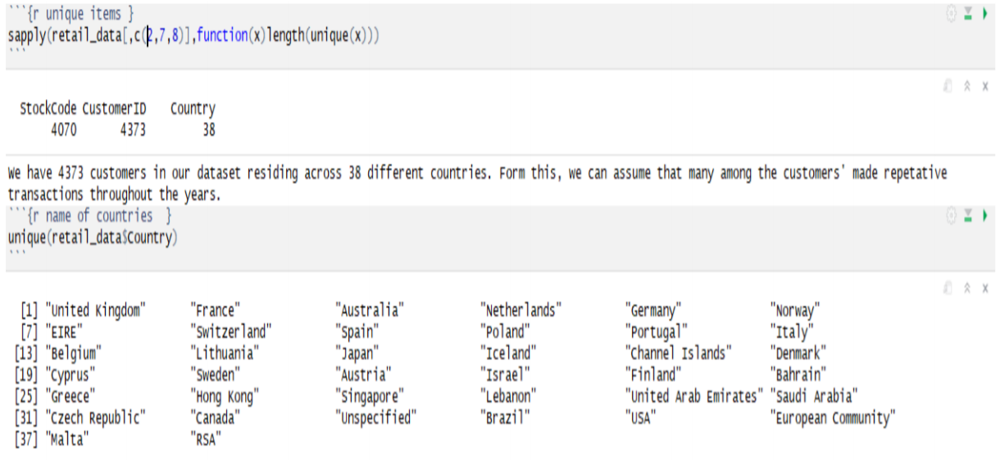 ```{r unique items }
sapply(retail_data[,c(2,7,8)],function(x)length(unique(x)))
```
StockCode CustomerID Country
4070 4373 38
We have 4373 customers in our dataset residing across 38 different countries. Form this, we can assume that many among the customers' made repetative
transactions throughout the years.
```{r name of countries }
unique(retail_data$Country)
```
[1] "United Kingdom" "France" "Australia" "Netherlands" "Germany" "Norway"
[7] "EIRE" "Switzerland" "Spain" "Poland" "Portugal" "Italy"
[13] "Belgium" "Lithuania" "Japan" "Iceland" "Channel Islands" "Denmark"
[19] "Cyprus" "Sweden" "Austria" "Israel" "Finland" "Bahrain"
[25] "Greece" "Hong Kong" "Singapore" "Lebanon" "United Arab Emirates" "Saudi Arabia"
[31] "Czech Republic" "Canada" "Unspecified" "Brazil" "USA" "European Community"
[37] "Malta" "RSA"